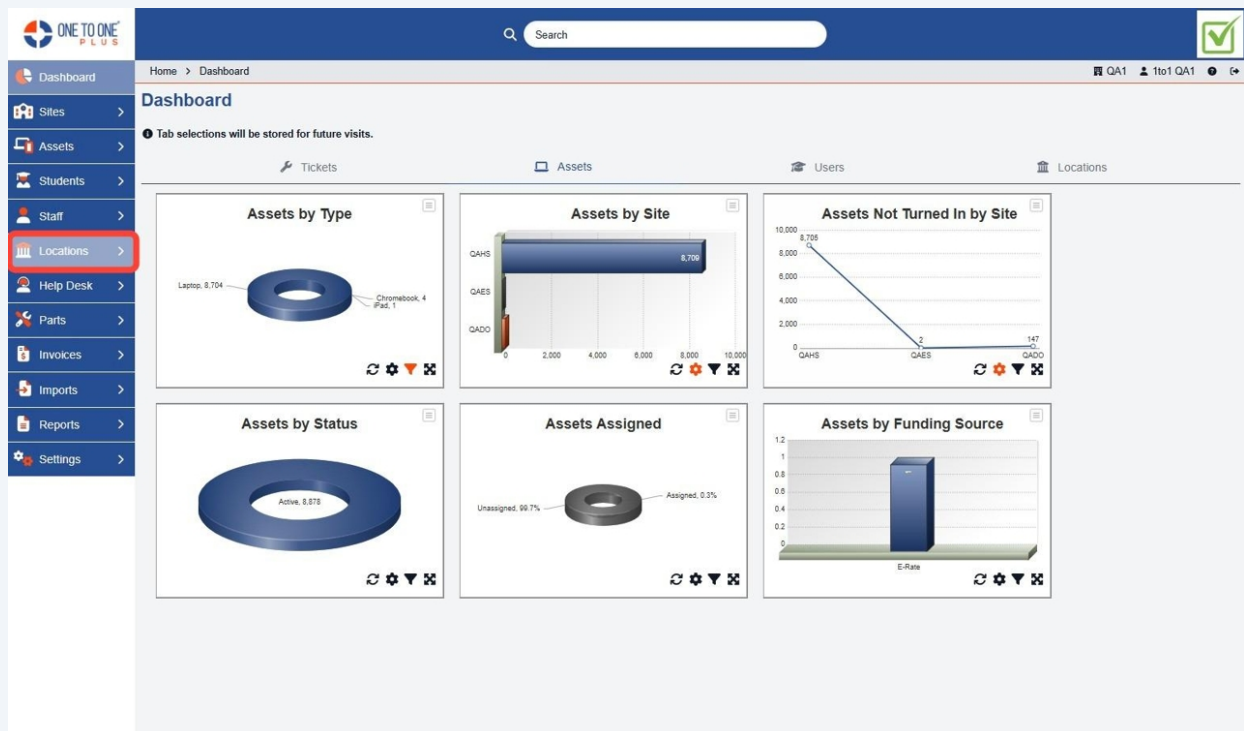 ONE TO ONE
PLUS
Search
Home > Dashboard
QA1 1to1 QA1
Dashboard
Sites
Assets
Students
Staff
Locations
Help Desk
Parts
Invoices
Imports
Reports
Settings
Dashboard
Tab selections will be stored for future visits.
Tickets Assets Users Locations
Assets by Type
Laptop, 8,704
Chromebook, 4
iPad, 1
Assets by Site
QAHS
8,709
QAES
QADO
0 2,000 4,000 6,000 8,000 10,000
Assets Not Turned In by Site
10,000
8,705
8,000
6,000
4,000
2,000
2 147
0
QAHS QAES QADO
Assets by Status
Active, 8,878
Assets Assigned
Unassigned, 99.7%
Assigned, 0.3%
Assets by Funding Source
1.2
1
0.8
0.6
0.4
0.2
0
E-Rate